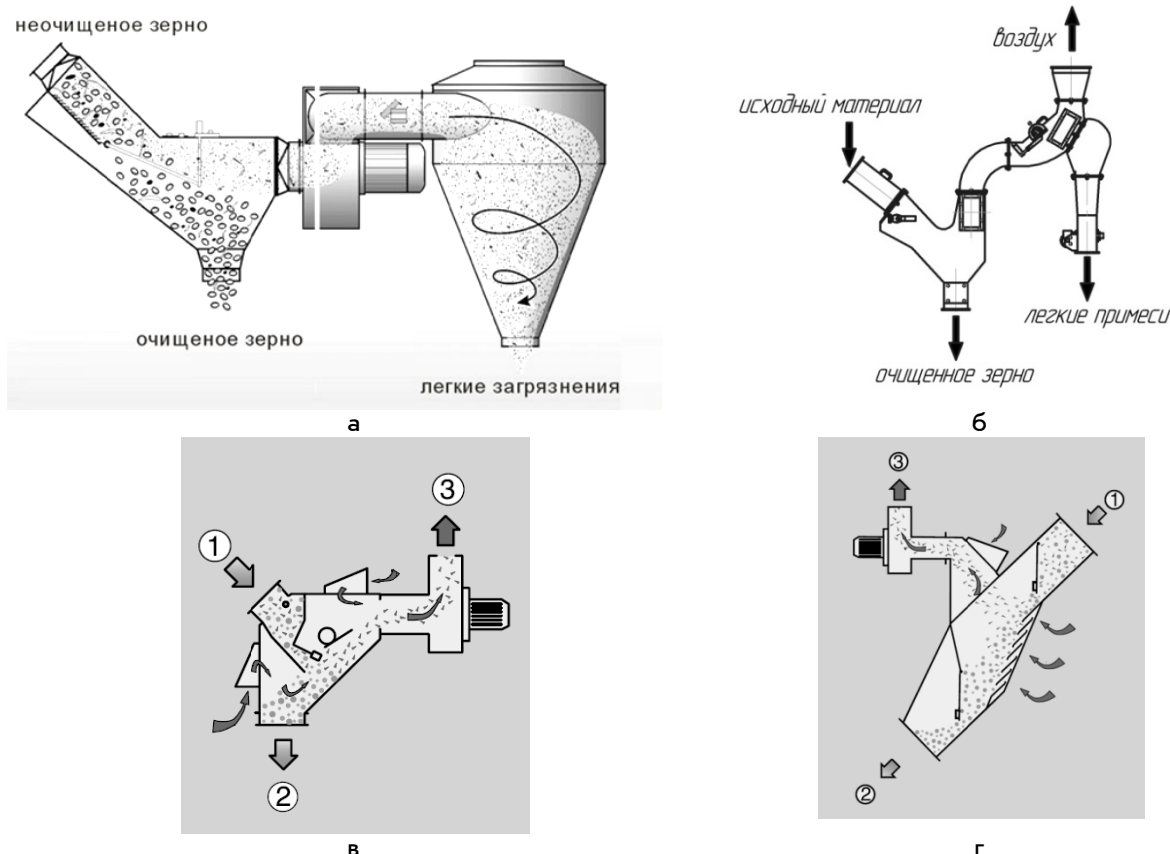 неочищеное зерно
очищеное зерно
легкие загрязнения
а
воздух
исходный материал
легкие примеси
очищенное зерно
б
③
①
②
в
③
①
②
г